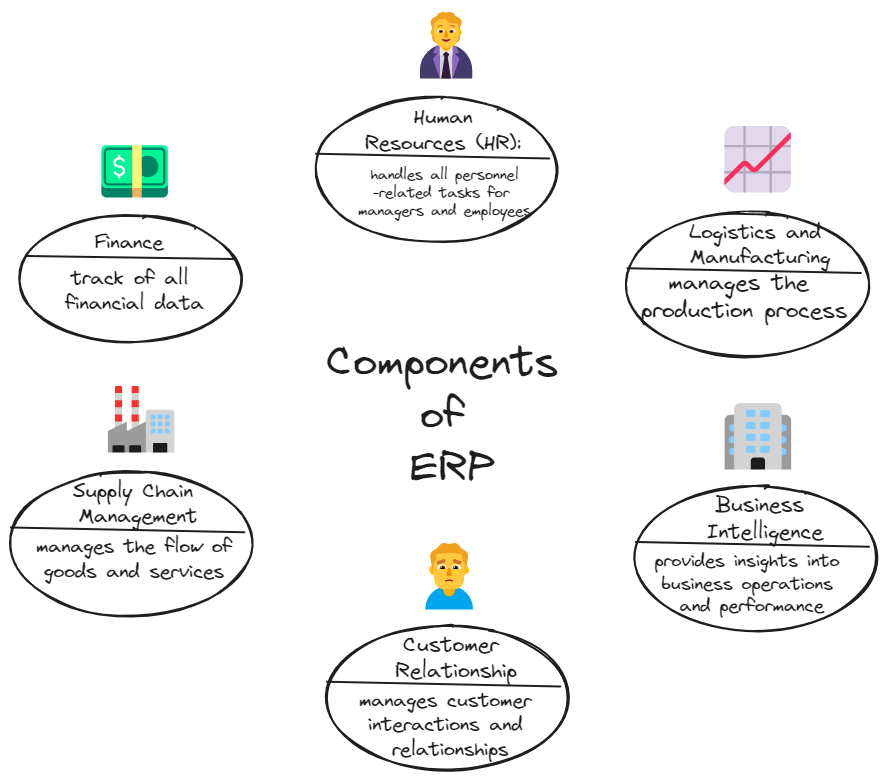 Human
Resources (HR):
handles all personnel
-related tasks for
managers and employees
$
Finance
track of all
financial data
Logistics and
Manufacturing
manages the
production process
Components
of
ERP
Supply Chain
Management
manages the flow of
goods and services
Business
Intelligence
provides insights into
business operations
and performance
Customer
Relationship
manages customer
interactions and
relationships